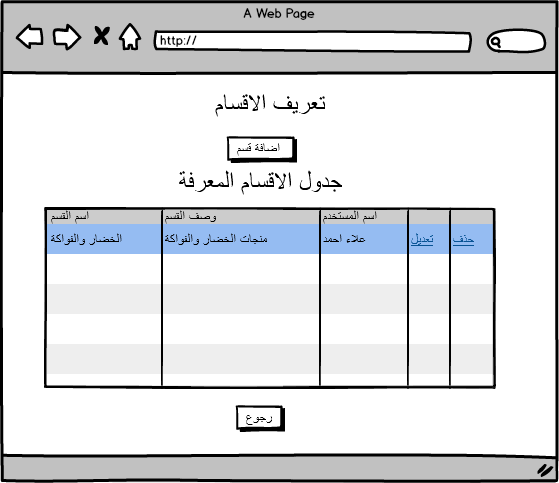 A Web Page
http://
تعريف الاقسام
اضافة قسم
جدول الاقسام المعرفة
اسم القسم وصف القسم اسم المستخدم
الخضار والفواكة منجات الخضار والفواكة علاء احمد تعديل حذف
رجوع